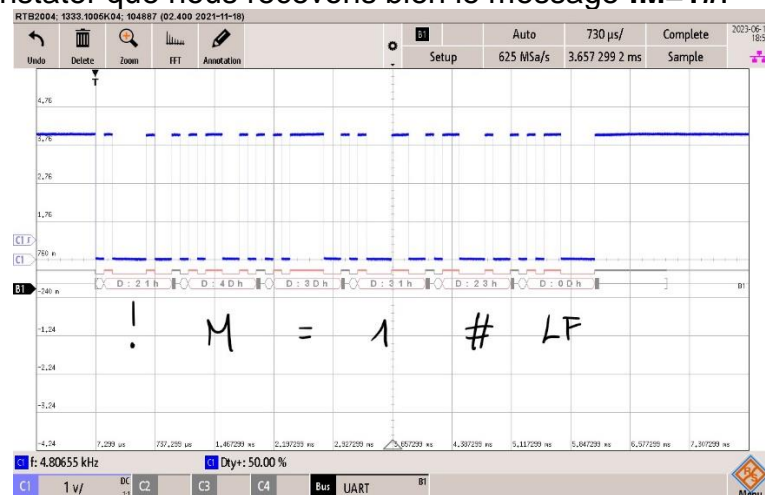 nstater que nous recevons bien le message
RTB2004; 1333.1005K04; 104887 (02.400 2021-11-18)
Undo Delete Zoom FFT Annotation
B1 Auto 730 µs/ Complete
Setup 625 MSa/s 3.657 299 2 ms Sample
2023-06-1
T
4,76
3,76
2,76
1,76
760 m
-240 m
-1,24
-2,24
-3,24
-4,24
C1
C1
B1
D:21h D:4Dh D:3Dh D:31h D:23h D:0Dh
B1
! M = 1 # LF
7,299 µs 737,299 µs 1,467299 ms 2,197299 ms 2,927299 ms 3,657299 ms 4,387299 ms 5,117299 ms 5,847299 ms 6,577299 ms 7,307299 ms
C1 f: 4.80655 kHz C1 Dty+: 50.00 %
C1 1 V/ DC 1:1 C2 C3 C4 Bus UART B1
Menu